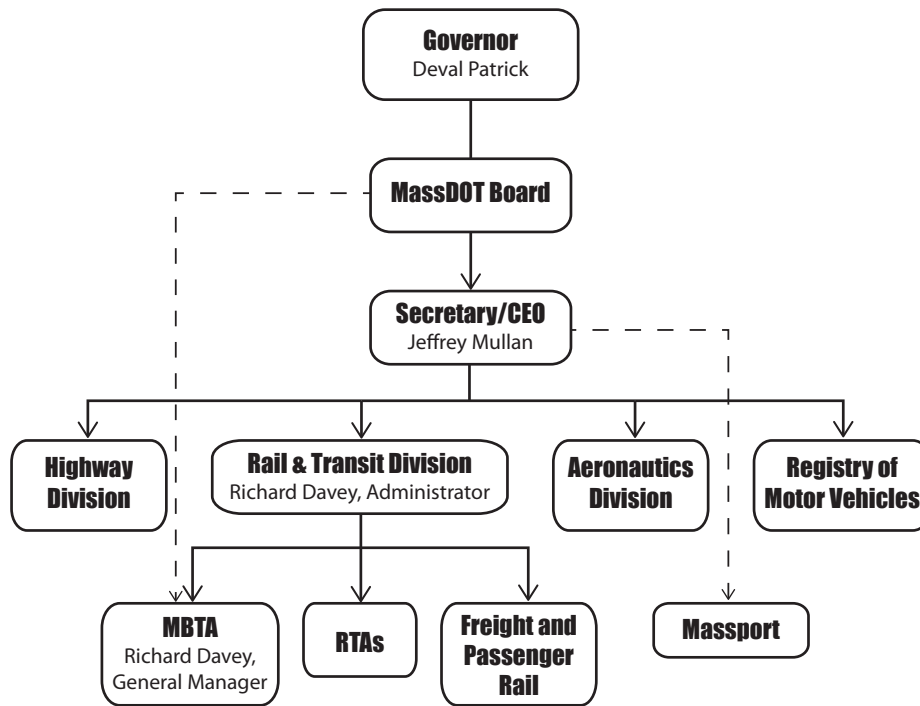 Governor
Deval Patrick
MassDOT Board
Secretary/CEO
Jeffrey Mullan
Highway
Division
Rail & Transit Division
Richard Davey, Administrator
Aeronautics
Division
Registry of
Motor Vehicles
MBTA
Richard Davey,
General Manager
RTAs
Freight and
Passenger
Rail
Massport